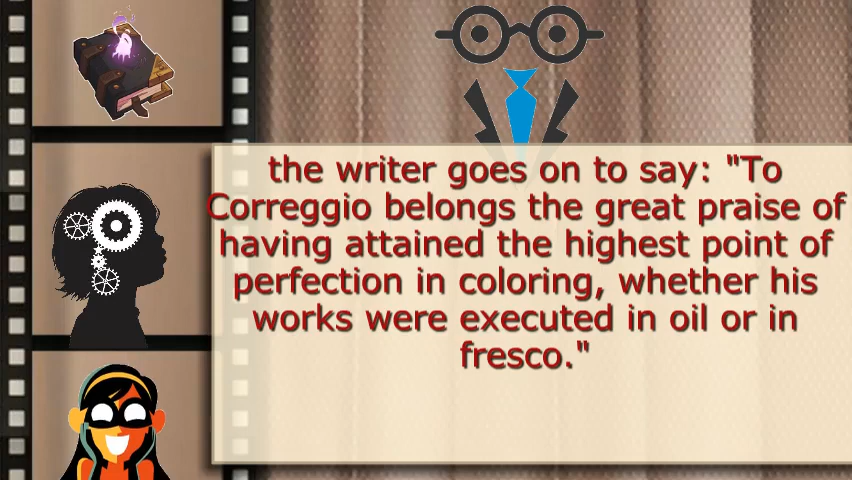 the writer goes on to say: "To
Correggio belongs the great praise of
having attained the highest point of
perfection in coloring, whether his
works were executed in oil or in
fresco."